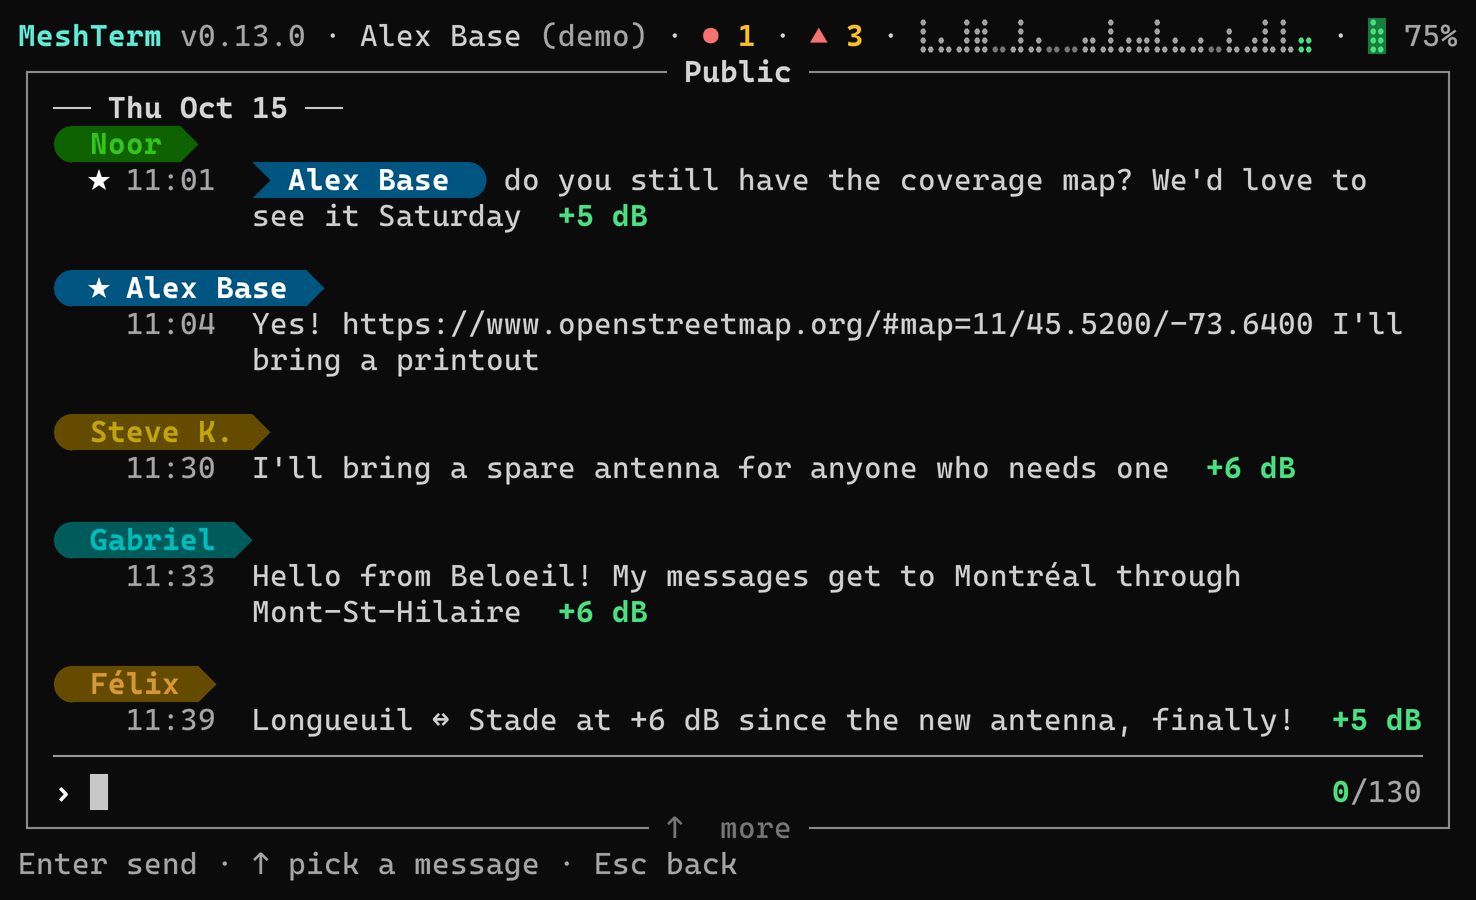 MeshTerm v0.13.0 · Alex Base (demo) · ● 1 · ▲ 3 · · 75%
Public
── Thu Oct 15 ──
Noor
★ 11:01 Alex Base do you still have the coverage map? We'd love to
see it Saturday +5 dB
★ Alex Base
11:04 Yes! https://www.openstreetmap.org/#map=11/45.5200/-73.6400 I'll
bring a printout
Steve K.
11:30 I'll bring a spare antenna for anyone who needs one +6 dB
Gabriel
11:33 Hello from Beloeil! My messages get to Montréal through
Mont-St-Hilaire +6 dB
Félix
11:39 Longueuil ⇔ Stade at +6 dB since the new antenna, finally! +5 dB
› 0/130
↑ more
Enter send · ↑ pick a message · Esc back